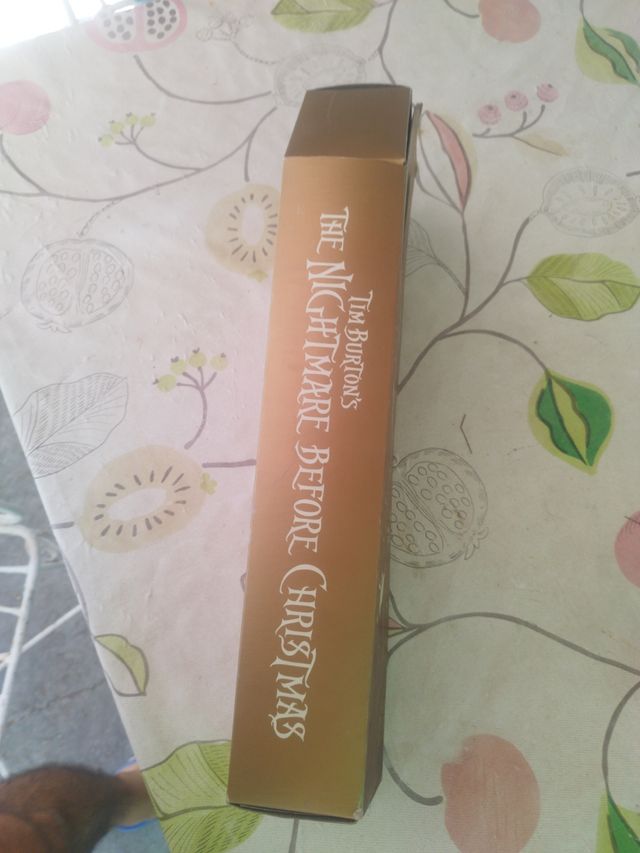 Tim Burton's
The Nightmare Before Christmas